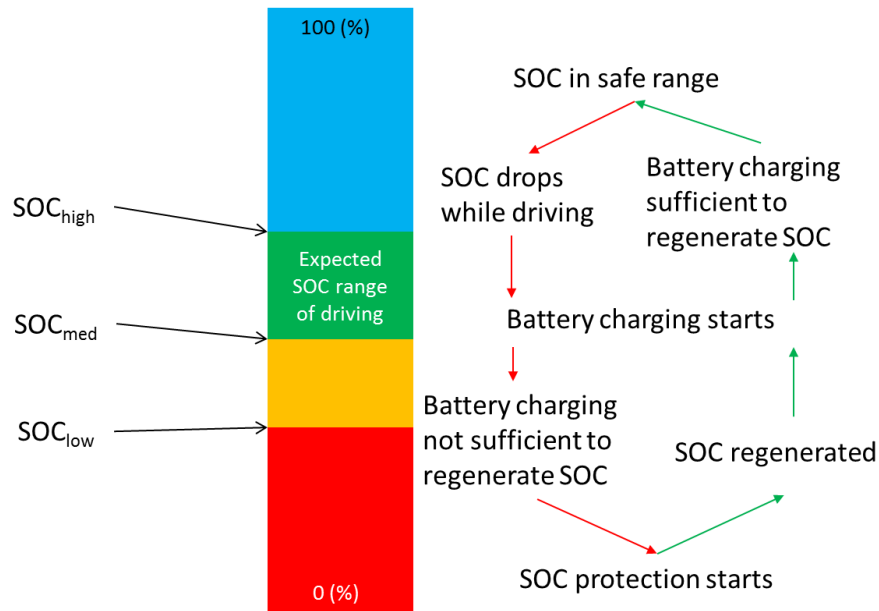 100 (%)
SOC in safe range
SOC drops
while driving
Battery charging
sufficient to
regenerate SOC
SOChigh
Expected
SOC range
of driving
SOCmed
Battery charging starts
Battery charging
not sufficient to
regenerate SOC
SOClow
SOC regenerated
SOC protection starts
0 (%)